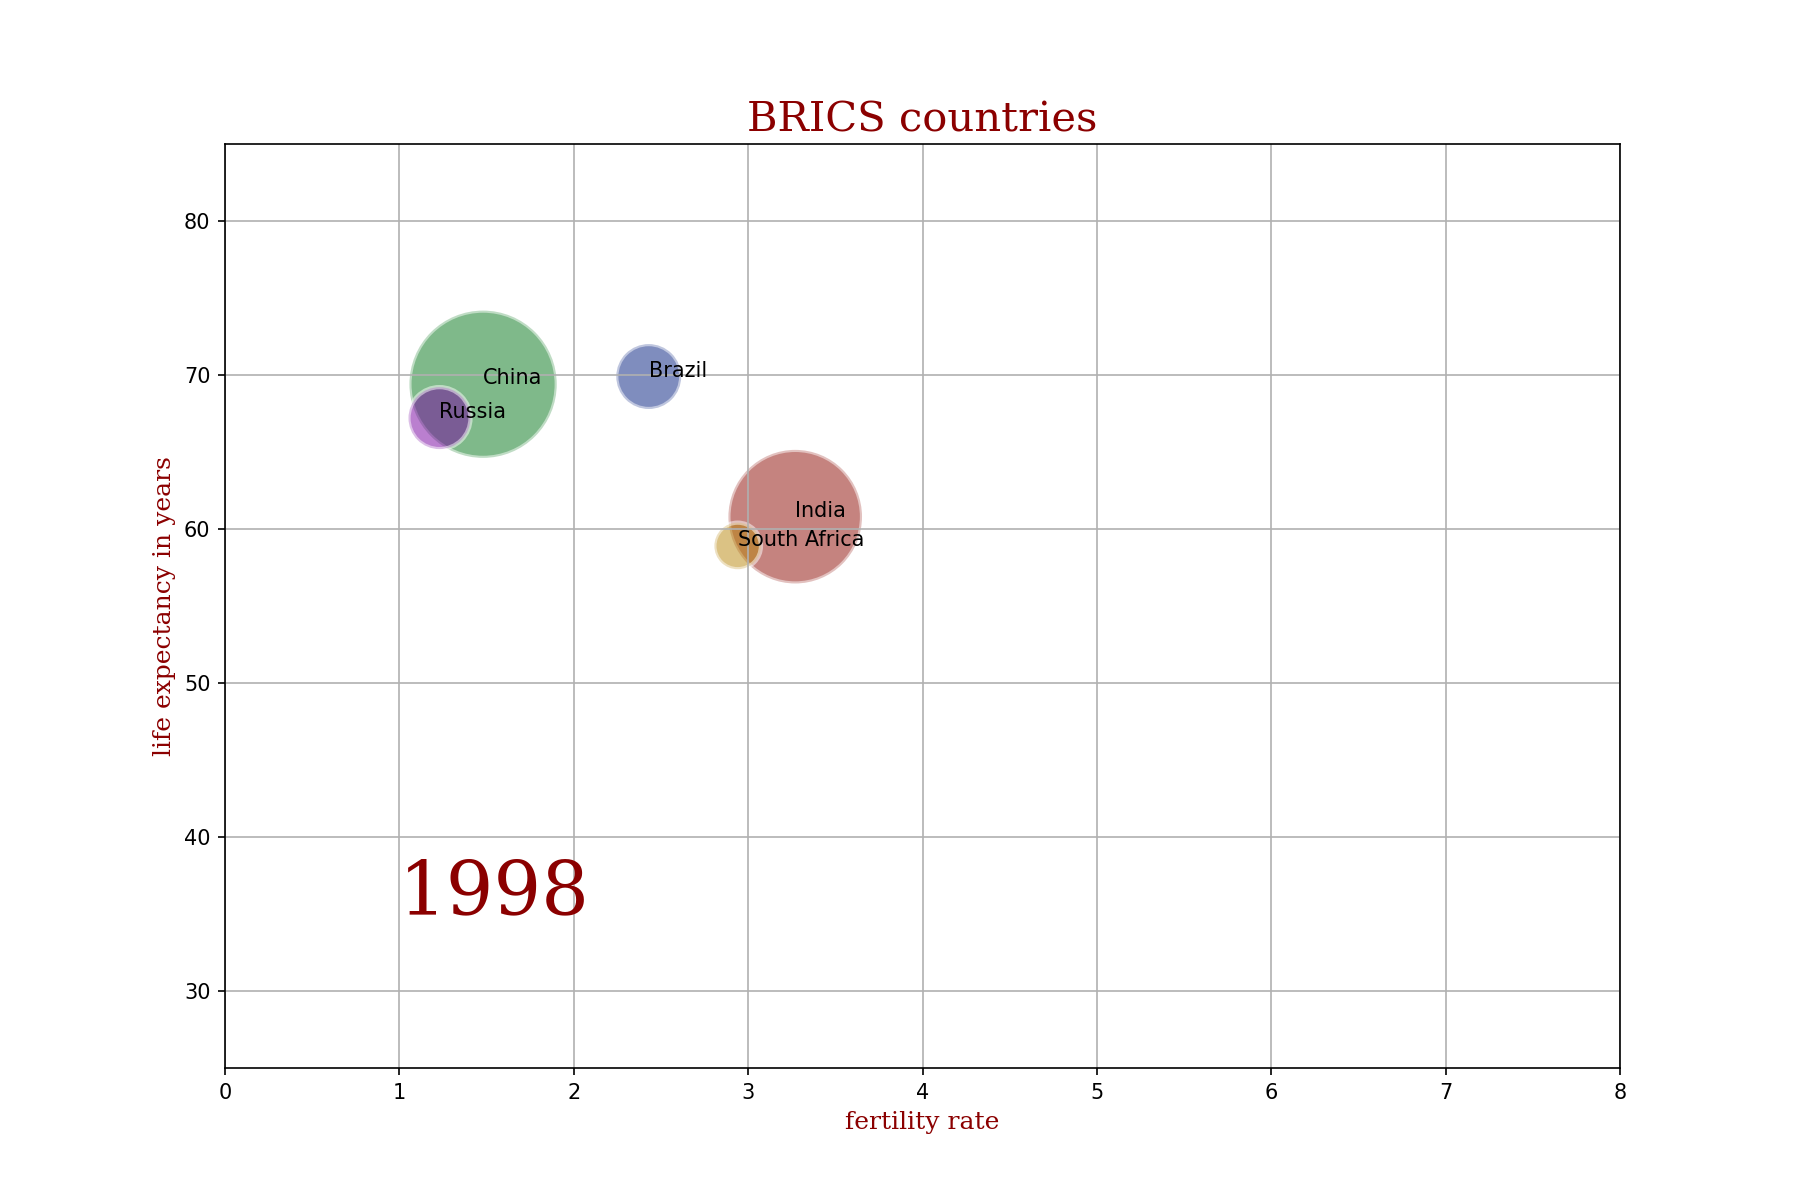 BRICS countries
80
70
60
50
40
30
life expectancy in years
China
Brazil
Russia
India
South Africa
1998
0 1 2 3 4 5 6 7 8
fertility rate